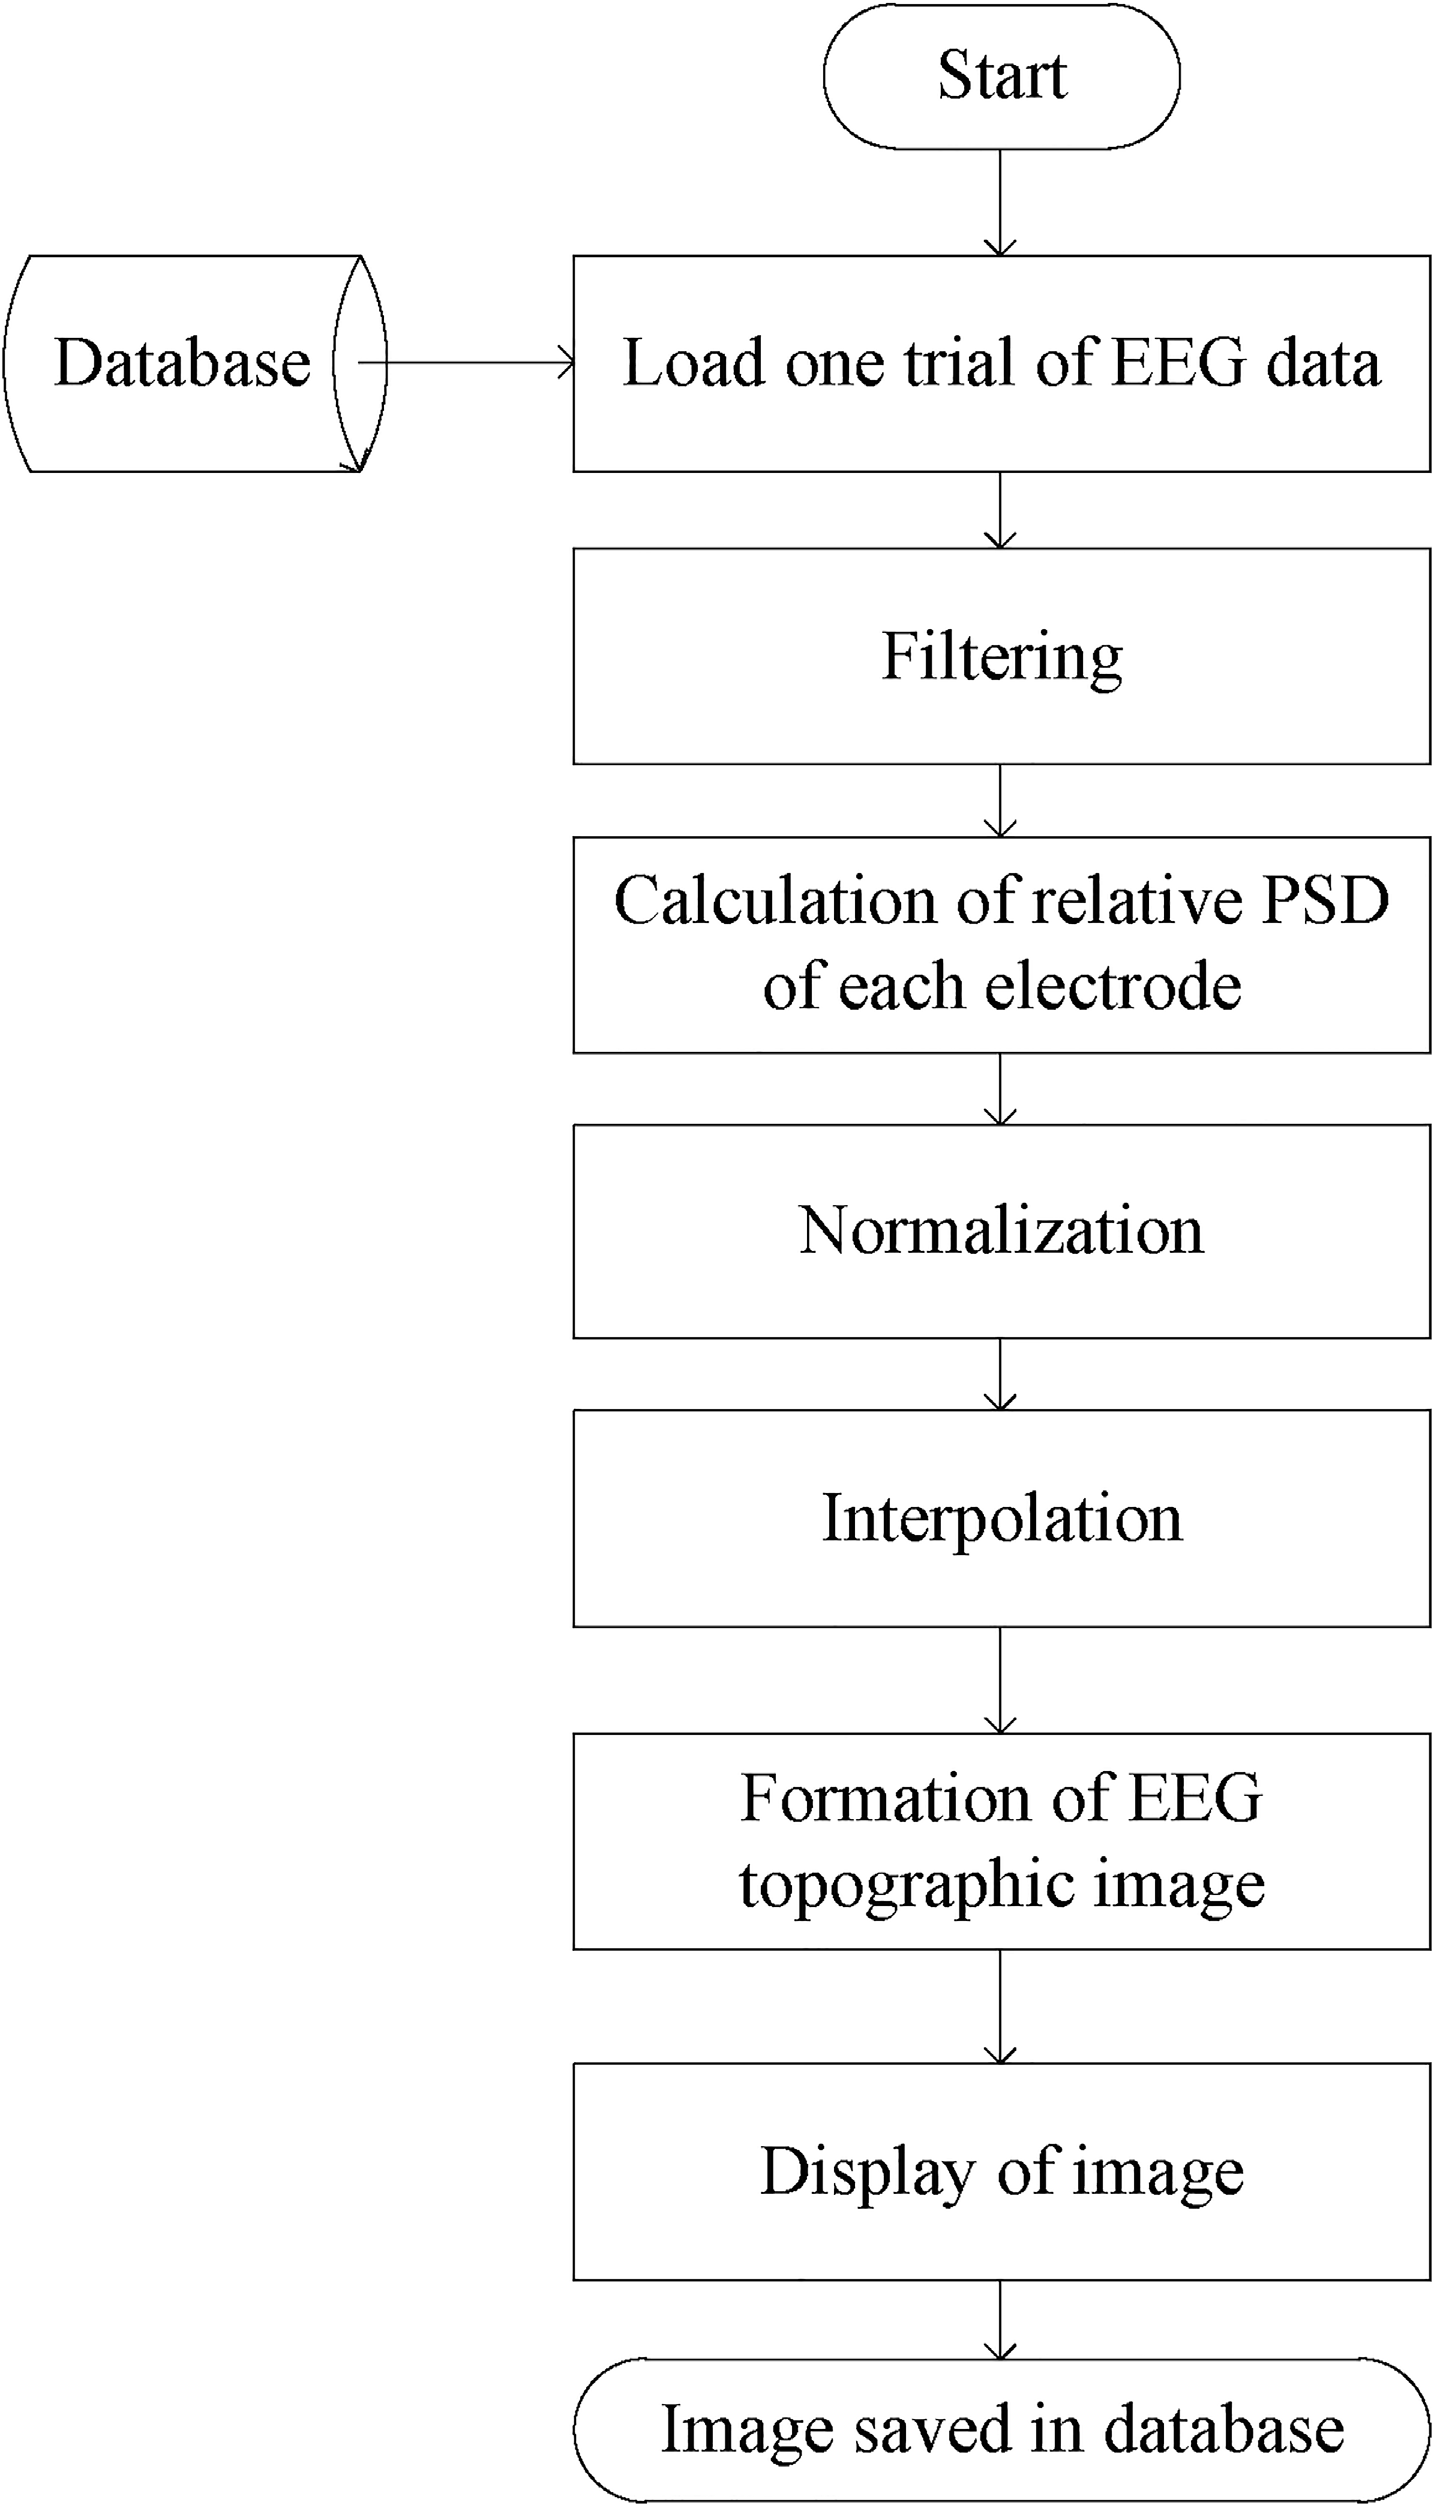 Start
Database
Load one trial of EEG data
Filtering
Calculation of relative PSD
of each electrode
Normalization
Interpolation
Formation of EEG
topographic image
Display of image
Image saved in database